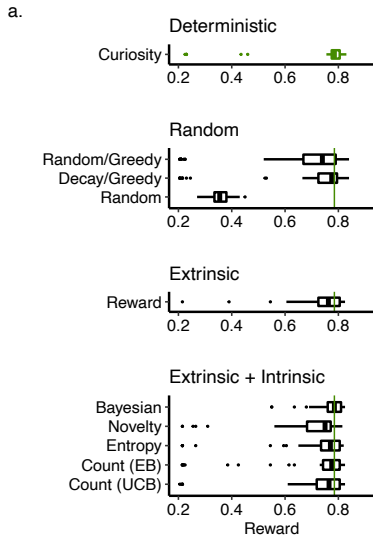 a.
Deterministic
Curiosity
0.2 0.4 0.6 0.8
Random
Random/Greedy
Decay/Greedy
Random
0.2 0.4 0.6 0.8
Extrinsic
Reward
0.2 0.4 0.6 0.8
Extrinsic + Intrinsic
Bayesian
Novelty
Entropy
Count (EB)
Count (UCB)
0.2 0.4 0.6 0.8
Reward